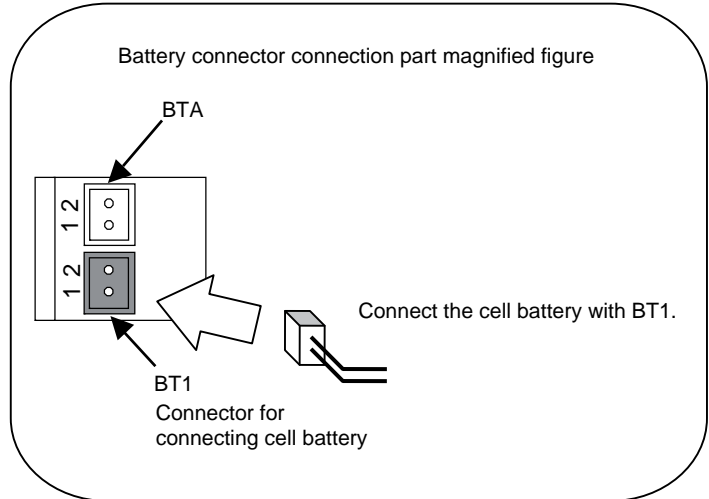 Battery connector connection part magnified figure
BTA
1 2
1 2
Connect the cell battery with BT1.
BT1
Connector for
connecting cell battery